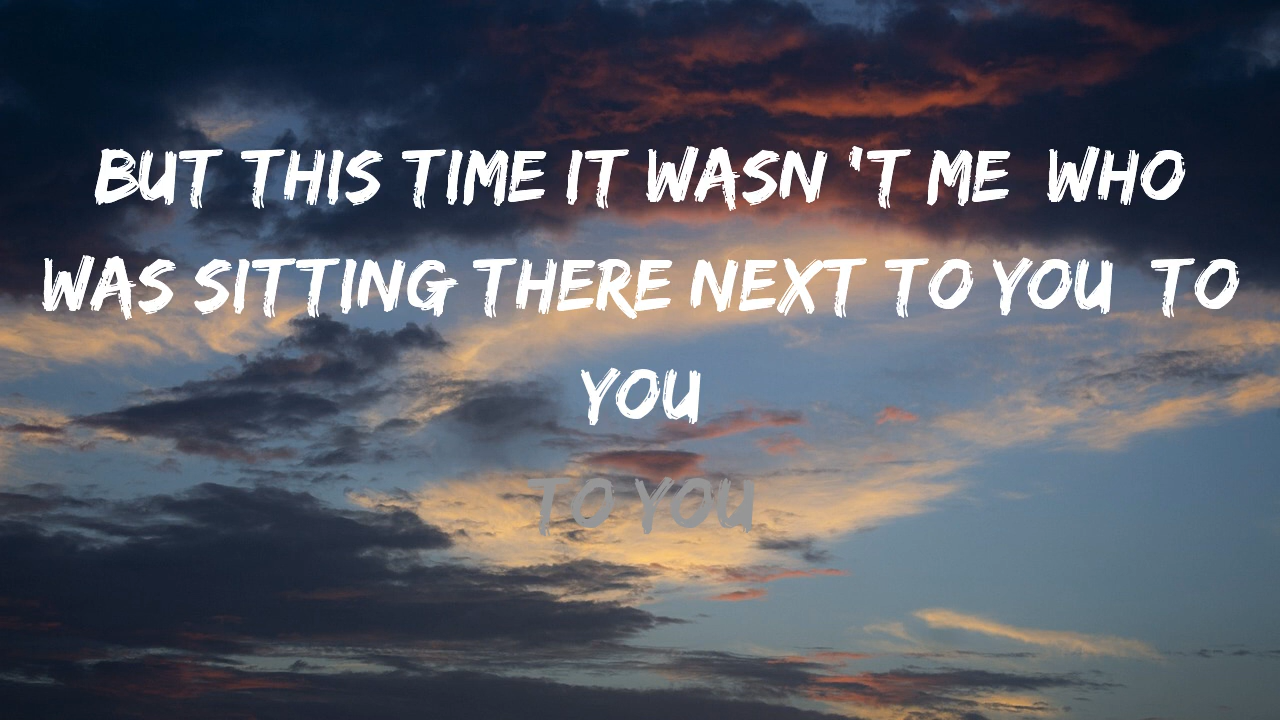 BUT THIS TIME IT WASN 'T ME WHO
WAS SITTING THERE NEXT TO YOU TO
YOU
TO YOU